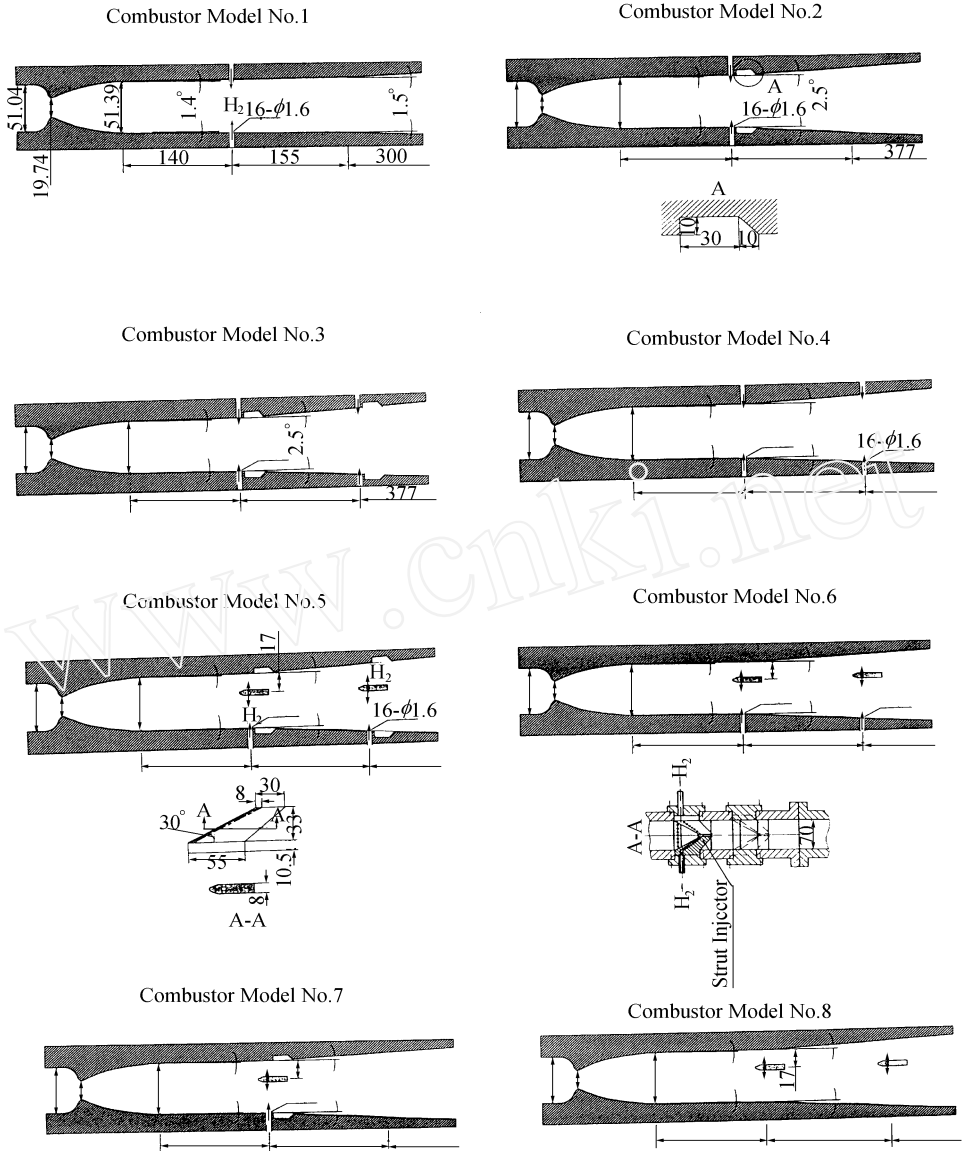 Combustor Model No.1
51.04
19.74
51.39
1.4°
H2 16-ϕ1.6
1.5°
140
155
300
Combustor Model No.2
A
16-ϕ1.6
2.5°
377
A
10
30
10
Combustor Model No.3
2.5°
377
Combustor Model No.4
16-ϕ1.6
www.cnki.net
Combustor Model No.5
17
H2
H2
16-ϕ1.6
8
30
A
A
30°
33
55
10.5
8
A-A
Combustor Model No.6
H2
A-A
70
H2
Strut Injcctor
Combustor Model No.7
Combustor Model No.8
17